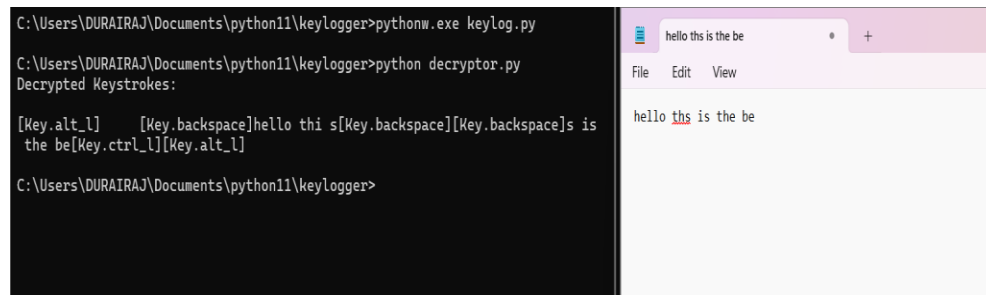 C:\Users\DURAIRAJ\Documents\python11\keylogger>pythonw.exe keylog.py
C:\Users\DURAIRAJ\Documents\python11\keylogger>python decryptor.py
Decrypted Keystrokes:
[Key.alt_l]     [Key.backspace]hello thi s[Key.backspace][Key.backspace]s is
 the be[Key.ctrl_l][Key.alt_l]
C:\Users\DURAIRAJ\Documents\python11\keylogger>
hello ths is the be
File Edit View
hello ths is the be